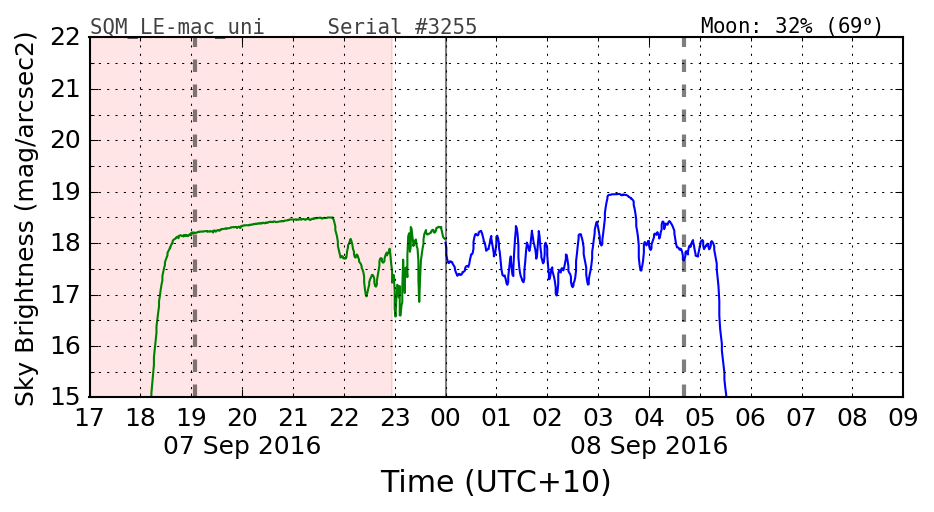 SQM_LE-mac_uni Serial #3255 Moon: 32% (69°)
Sky Brightness (mag/arcsec2)
22
21
20
19
18
17
16
15
17 18 19 20 21 22 23 00 01 02 03 04 05 06 07 08 09
07 Sep 2016 08 Sep 2016
Time (UTC+10)